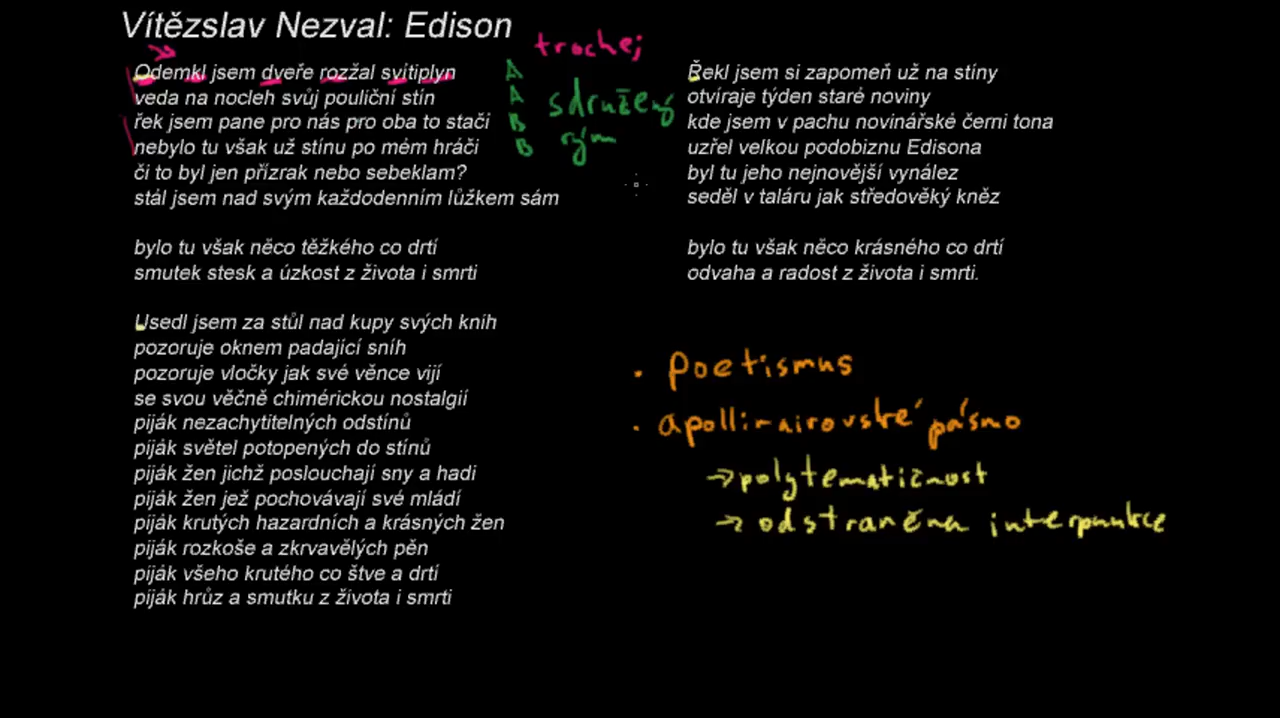 Vítězslav Nezval: Edison
trochej
Odemkl jsem dveře rozžal svítiplyn
veda na nocleh svůj pouliční stín
řek jsem pane pro nás pro oba to stačí
nebylo tu však už stínu po mém hráči
či to byl jen přízrak nebo sebeklam?
stál jsem nad svým každodenním lůžkem sám
A
A
B
B
sdružený
rým
bylo tu však něco těžkého co drtí
smutek stesk a úzkost z života i smrti
Usedl jsem za stůl nad kupy svých knih
pozoruje oknem padající sníh
pozoruje vločky jak své věnce vijí
se svou věčně chimérickou nostalgií
piják nezachytitelných odstínů
piják světel potopených do stínů
piják žen jichž poslouchají sny a hadi
piják žen jež pochovávají své mládí
piják krutých hazardních a krásných žen
piják rozkoše a zkrvavělých pěn
piják všeho krutého co štve a drtí
piják hrůz a smutku z života i smrti
Řekl jsem si zapomeň už na stíny
otvíraje týden staré noviny
kde jsem v pachu novinářské černi tona
uzřel velkou podobiznu Edisona
byl tu jeho nejnovější vynález
seděl v taláru jak středověký kněz
bylo tu však něco krásného co drtí
odvaha a radost z života i smrti.
• poetismus
• apollinairovské pásmo
→ polytematičnost
→ odstraněna interpunkce